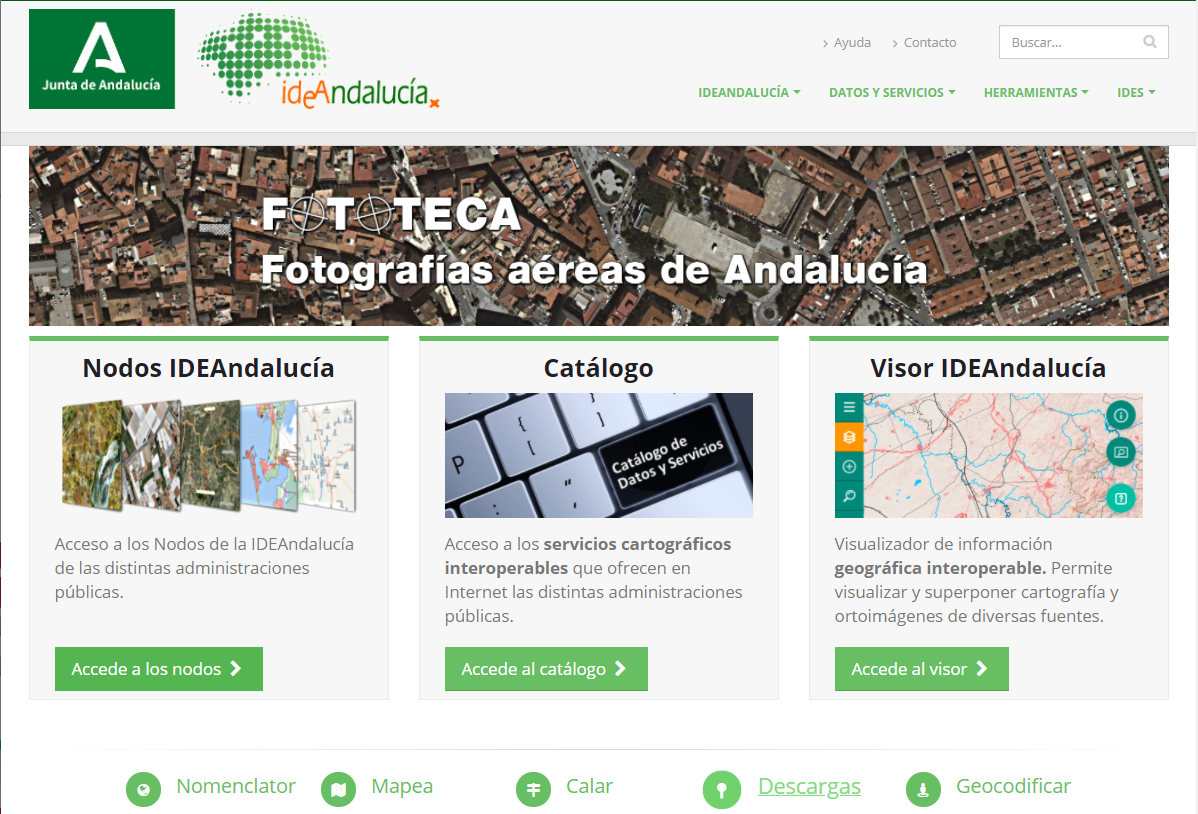 Junta de Andalucía
ideAndalucía
Ayuda
Contacto
Buscar...
IDEANDALUCÍA
DATOS Y SERVICIOS
HERRAMIENTAS
IDES
FOTOTECA
Fotografías aéreas de Andalucía
Nodos IDEAndalucía
Acceso a los Nodos de la IDEAndalucía
de las distintas administraciones
públicas.
Accede a los nodos
Catálogo
P
{
[
}
]
:
;
"
,
Catálogo de
Datos y Servicios
Acceso a los servicios cartográficos
interoperables que ofrecen en
Internet las distintas administraciones
públicas.
Accede al catálogo
Visor IDEAndalucía
Visualizador de información
geográfica interoperable. Permite
visualizar y superponer cartografía y
ortoimágenes de diversas fuentes.
Accede al visor
Nomenclator
Mapea
Calar
Descargas
Geocodificar